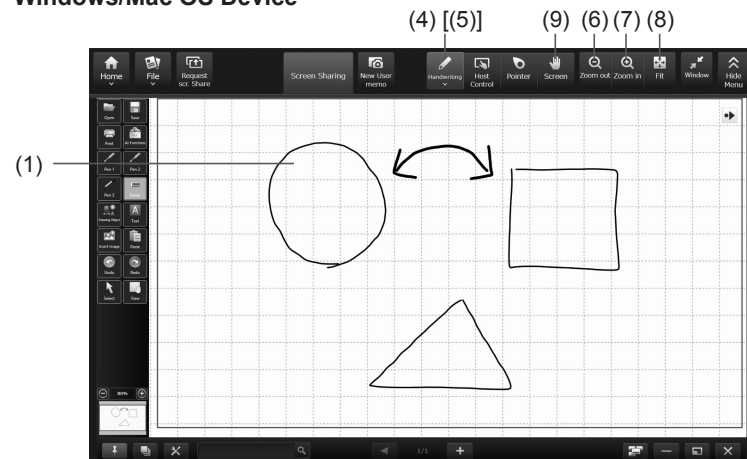 Windows/Mac OS Device
(4) [(5)] (9) (6) (7) (8)
Home File Request scr. Share Screen Sharing New User memo Handwriting Host Control Pointer Screen Zoom out Zoom in Fit Window Hide Menu
Open Save
Print All Functions
Pen 1 Pen 2
(1)
Pen 3 Eraser
Drawing Object A Text
Insert Image Paste
Undo Redo
Select View
80%
1/1